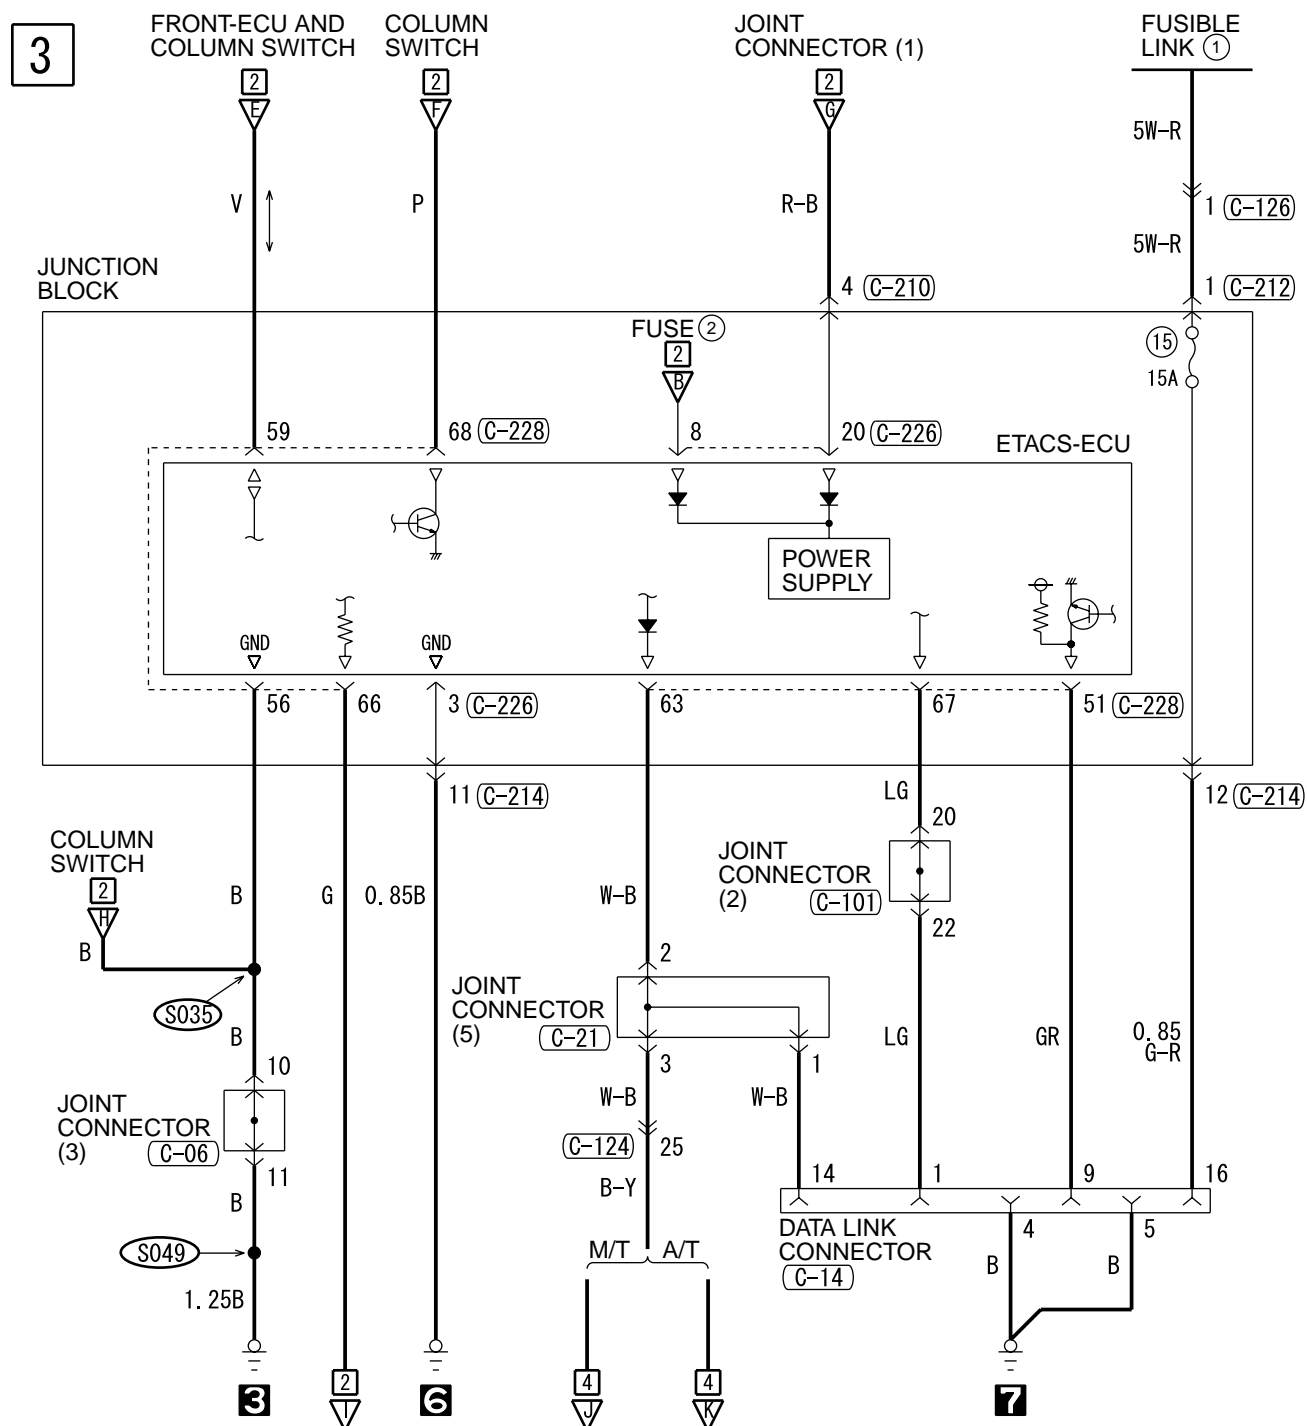 3
FRONT-ECU AND
COLUMN SWITCH
COLUMN
SWITCH
JOINT
CONNECTOR (1)
FUSIBLE
LINK ①
2
E
2
F
2
G
5W-R
V
P
R-B
1 C-126
5W-R
JUNCTION
BLOCK
4 C-210
1 C-212
FUSE ②
2
B
15
15A
59
68 C-228
8
20 C-226
ETACS-ECU
POWER
SUPPLY
GND
GND
56
66
3 C-226
63
67
51 C-228
11 C-214
12 C-214
LG
20
COLUMN
SWITCH
2
H
B
B
G
0.85B
W-B
JOINT
CONNECTOR
(2)
C-101
22
2
S035
JOINT
CONNECTOR
(5)
C-21
B
LG
GR
0.85
G-R
10
3
1
JOINT
CONNECTOR
(3)
C-06
W-B
W-B
C-124
25
11
14
1
9
16
B
B-Y
DATA LINK
CONNECTOR
C-14
4
5
S049
M/T
A/T
B
B
1.25B
3
2
I
6
4
J
4
K
7